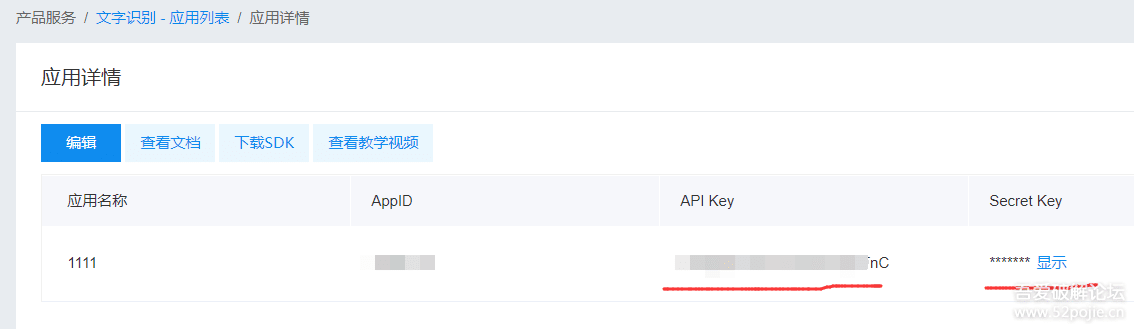 产品服务 / 文字识别 - 应用列表 / 应用详情
应用详情
编辑 查看文档 下载SDK 查看教学视频
应用名称 AppID API Key Secret Key
1111 nC ******* 显示
吾爱破解论坛
www.52pojie.cn